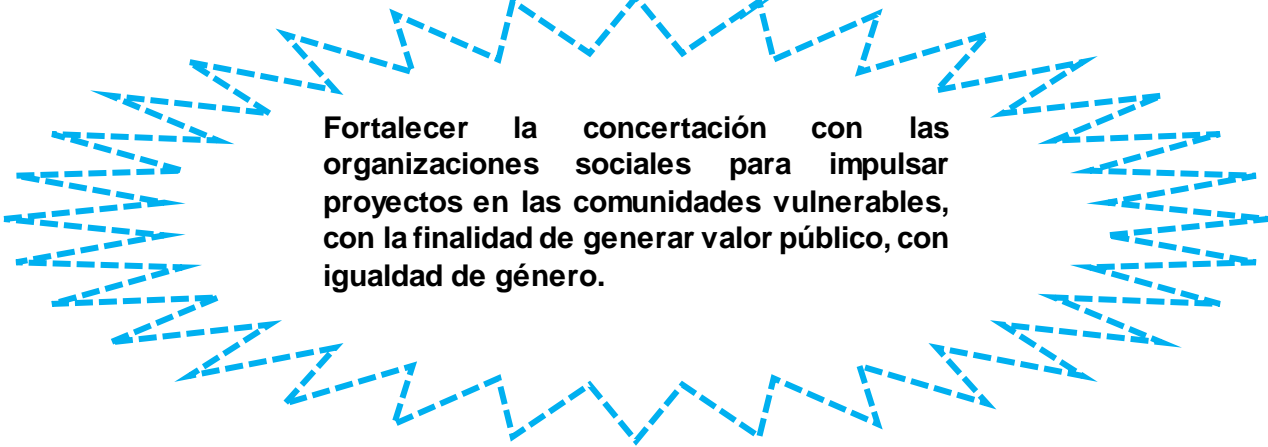 Fortalecer la concertación con las
organizaciones sociales para impulsar
proyectos en las comunidades vulnerables,
con la finalidad de generar valor público, con
igualdad de género.